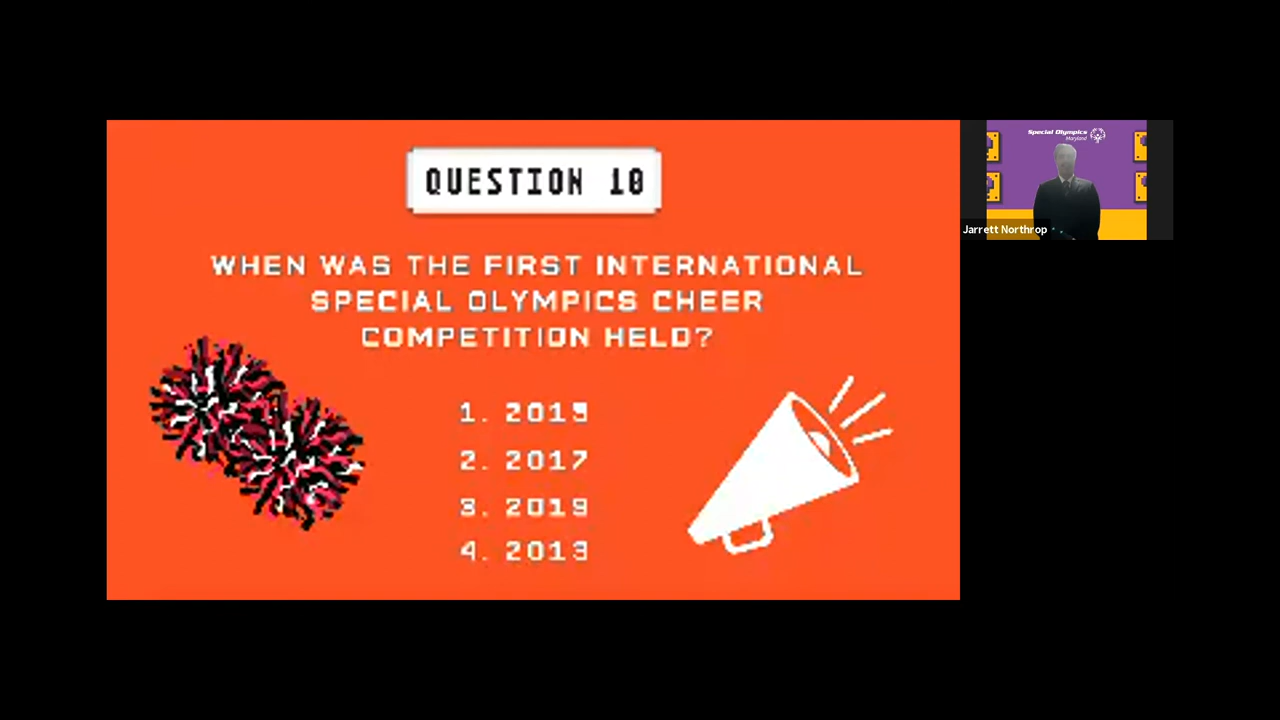 QUESTION 10
WHEN WAS THE FIRST INTERNATIONAL
SPECIAL OLYMPICS CHEER
COMPETITION HELD?
1. 2015
2. 2017
3. 2019
4. 2013
Special Olympics
Maryland
Jarrett Northrop